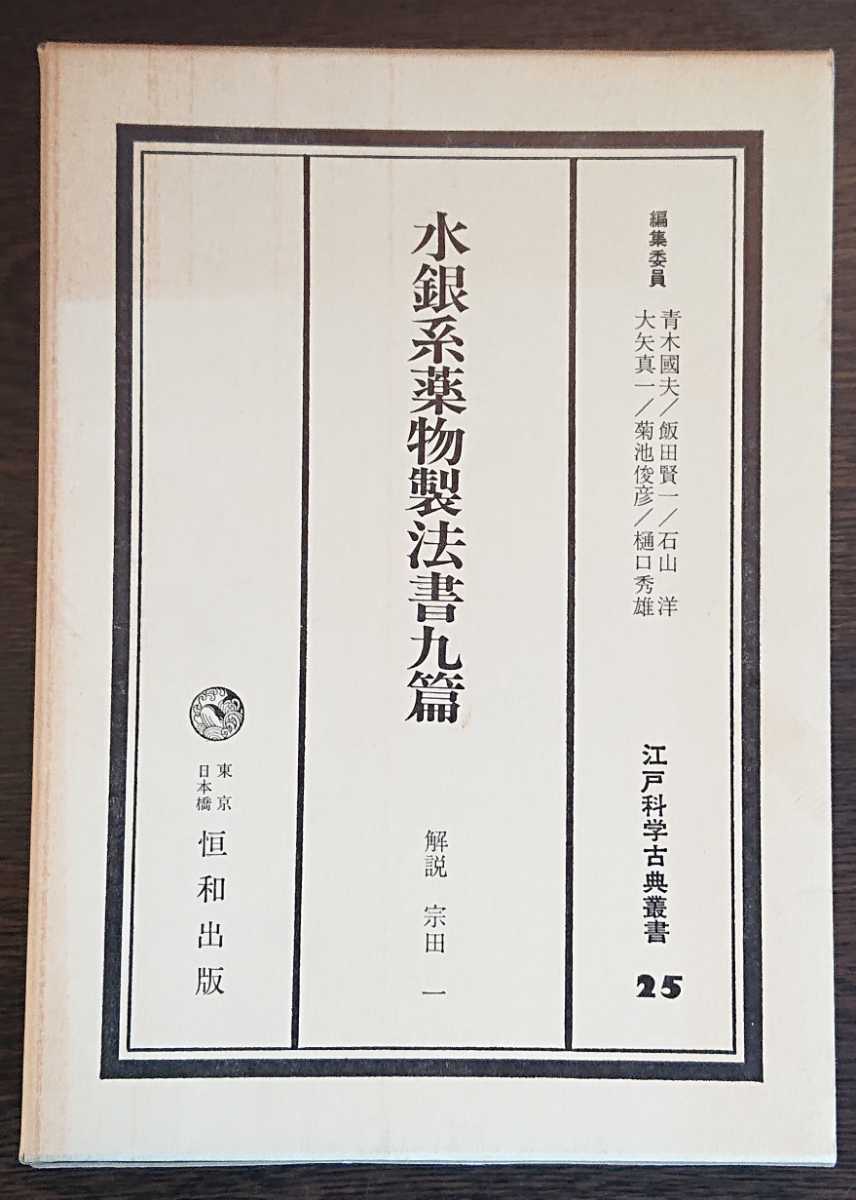 編集委員
青木國夫／飯田賢一／石山　洋
大矢真一／菊池俊彦／樋口秀雄
江戸科学古典叢書 25
水銀系薬物製法書九篇
解説　宗田　一
東京
日本橋
恒和出版